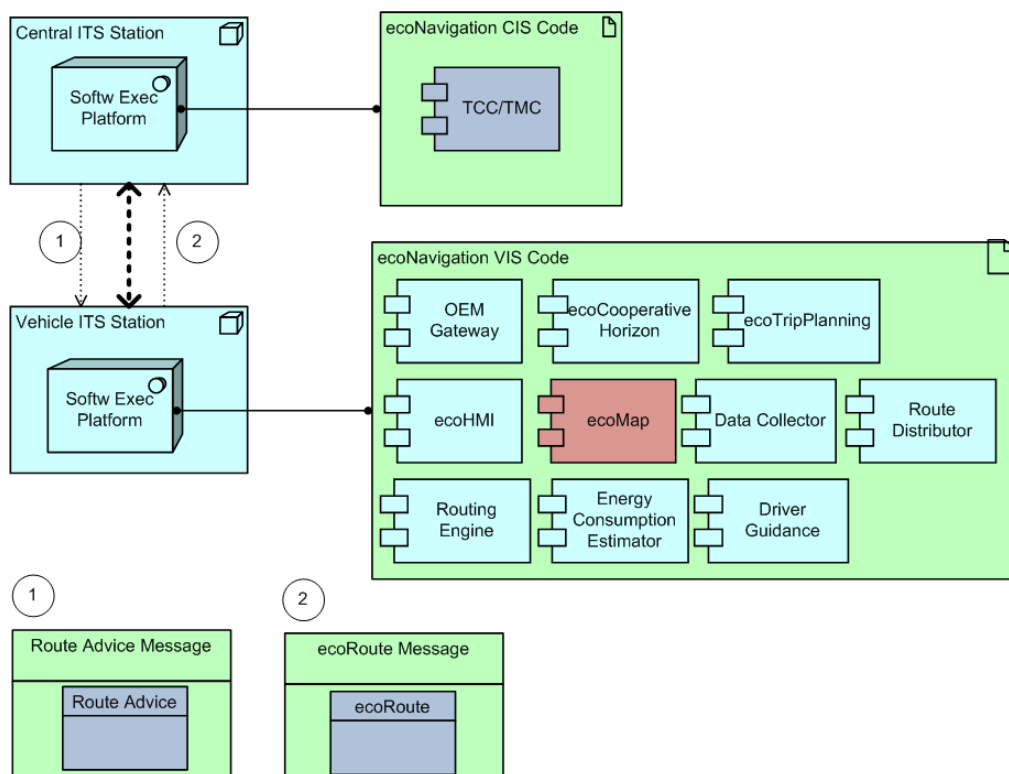 Central ITS Station
Softw Exec
Platform
ecoNavigation CIS Code
TCC/TMC
1
2
Vehicle ITS Station
Softw Exec
Platform
ecoNavigation VIS Code
OEM
Gateway
ecoCooperative
Horizon
ecoTripPlanning
ecoHMI
ecoMap
Data Collector
Route
Distributor
Routing
Engine
Energy
Consumption
Estimator
Driver
Guidance
1
Route Advice Message
Route Advice
2
ecoRoute Message
ecoRoute